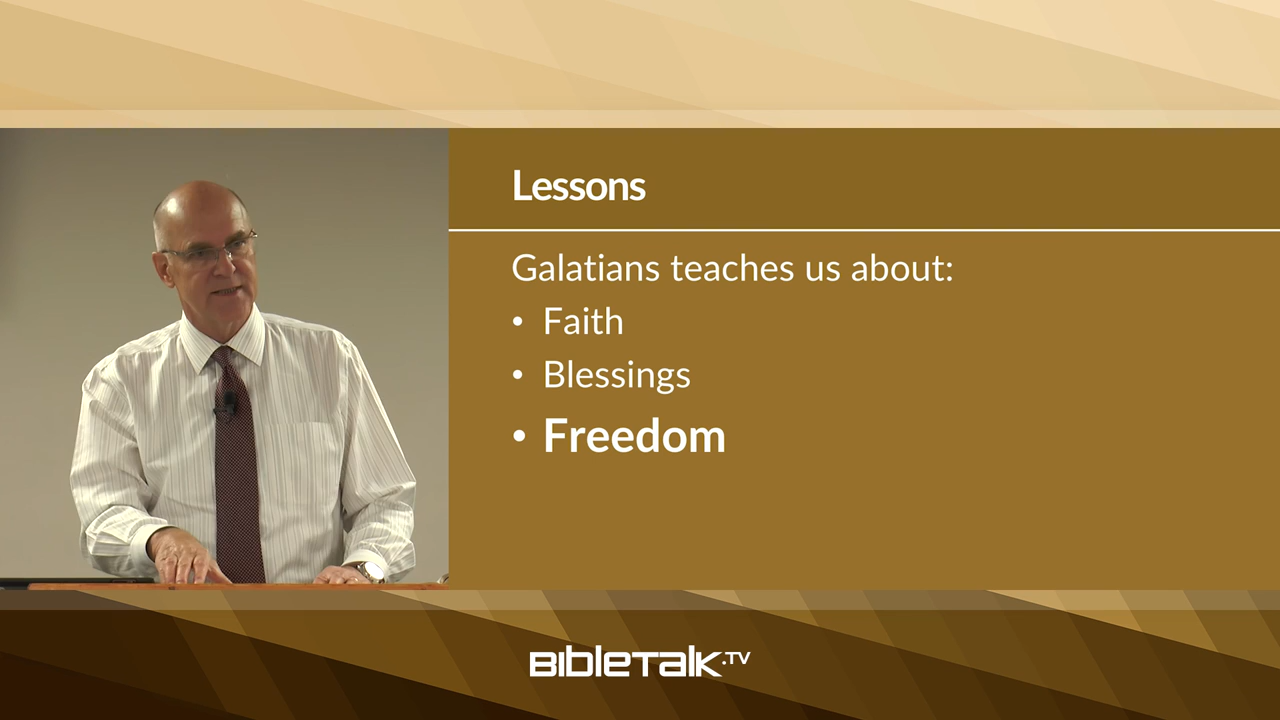 Lessons
Galatians teaches us about:
• Faith
• Blessings
• Freedom
BibleTalk.TV